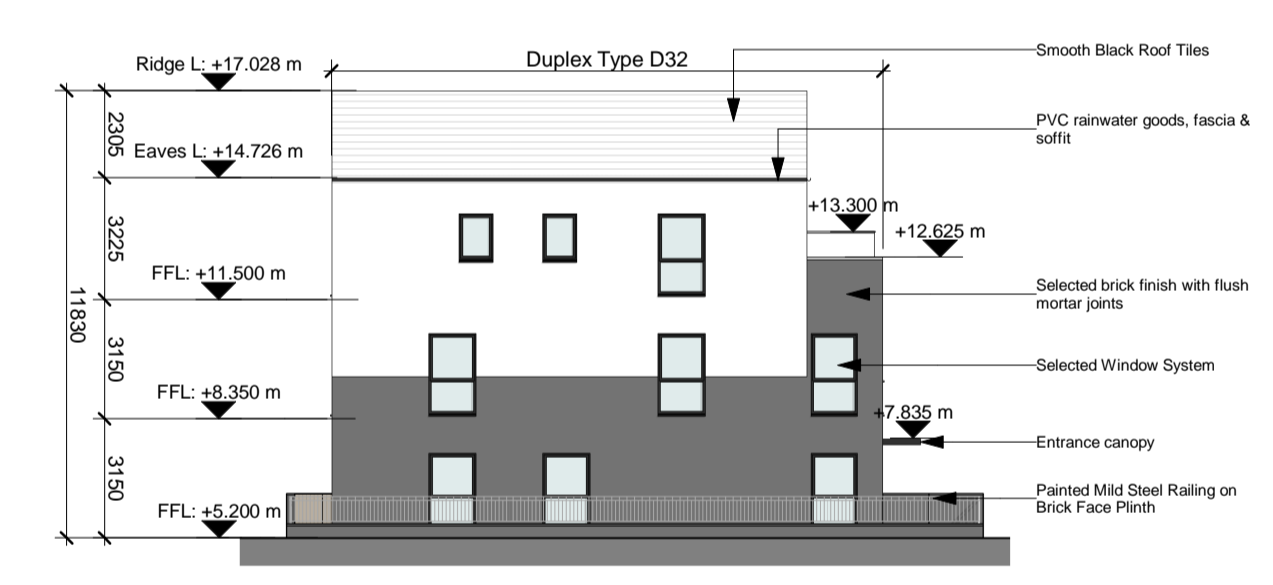 Duplex Type D32
Smooth Black Roof Tiles
Ridge L: +17.028 m
2305
PVC rainwater goods, fascia &
soffit
Eaves L: +14.726 m
+13.300 m
+12.625 m
3225
FFL: +11.500 m
Selected brick finish with flush
mortar joints
11830
3150
Selected Window System
FFL: +8.350 m
+7.835 m
Entrance canopy
3150
Painted Mild Steel Railing on
Brick Face Plinth
FFL: +5.200 m